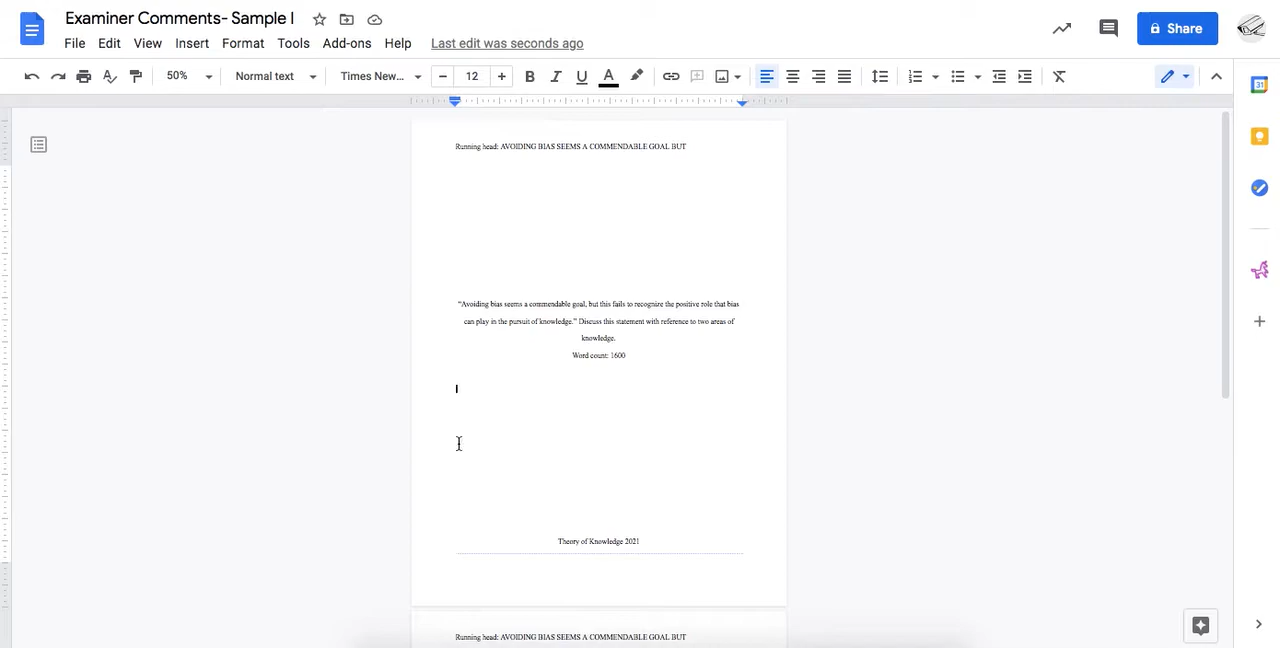 Examiner Comments- Sample I
File Edit View Insert Format Tools Add-ons Help Last edit was seconds ago
Share
50% Normal text Times New... 12 B I U A
31
Running head: AVOIDING BIAS SEEMS A COMMENDABLE GOAL BUT
“Avoiding bias seems a commendable goal, but this fails to recognize the positive role that bias
can play in the pursuit of knowledge.” Discuss this statement with reference to two areas of
knowledge.
Word count: 1600
Theory of Knowledge 2021
Running head: AVOIDING BIAS SEEMS A COMMENDABLE GOAL BUT